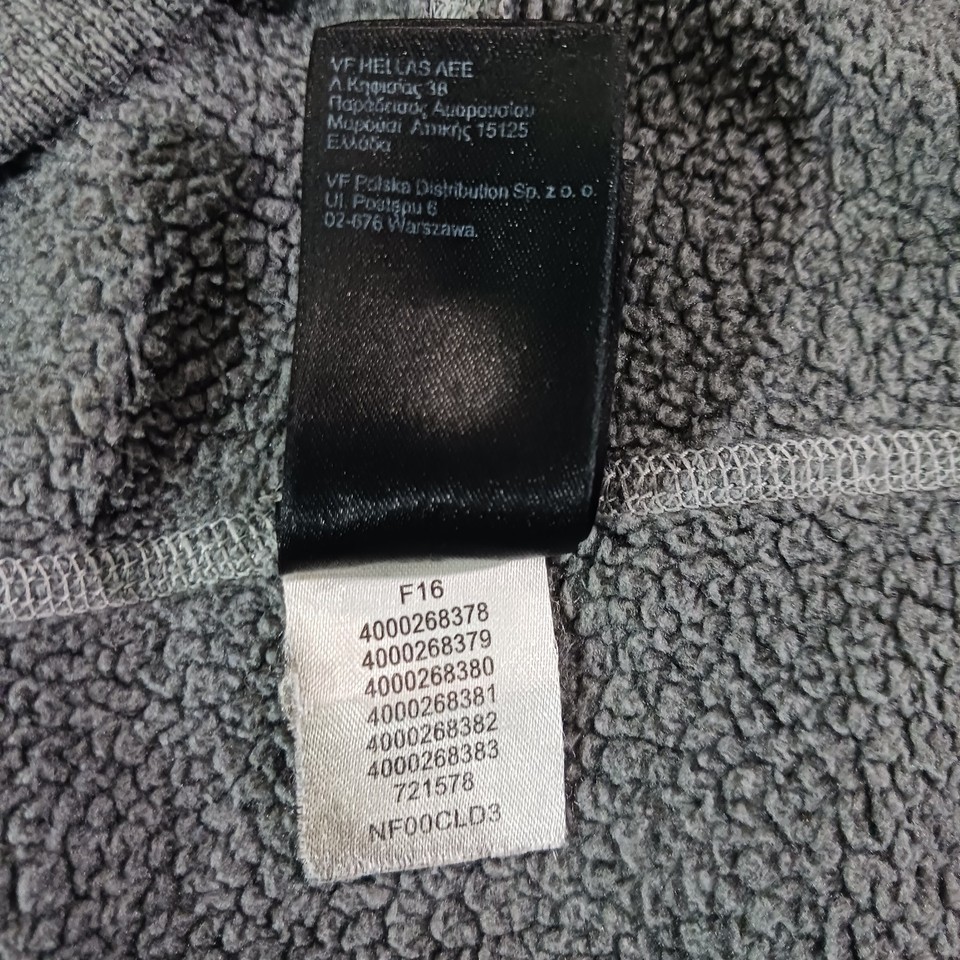 VF HELLAS AEE
Λ Κηφισίας 38
Παράδεισος Αμαρουσίου
Μαρούσι Αττικής 15125
Ελλάδα
VF Polska Distribution Sp. z o. o.
Ul. Postępu 6
02-676 Warszawa.
F16
4000268378
4000268379
4000268380
4000268381
4000268382
4000268383
721578
NF00CLD3